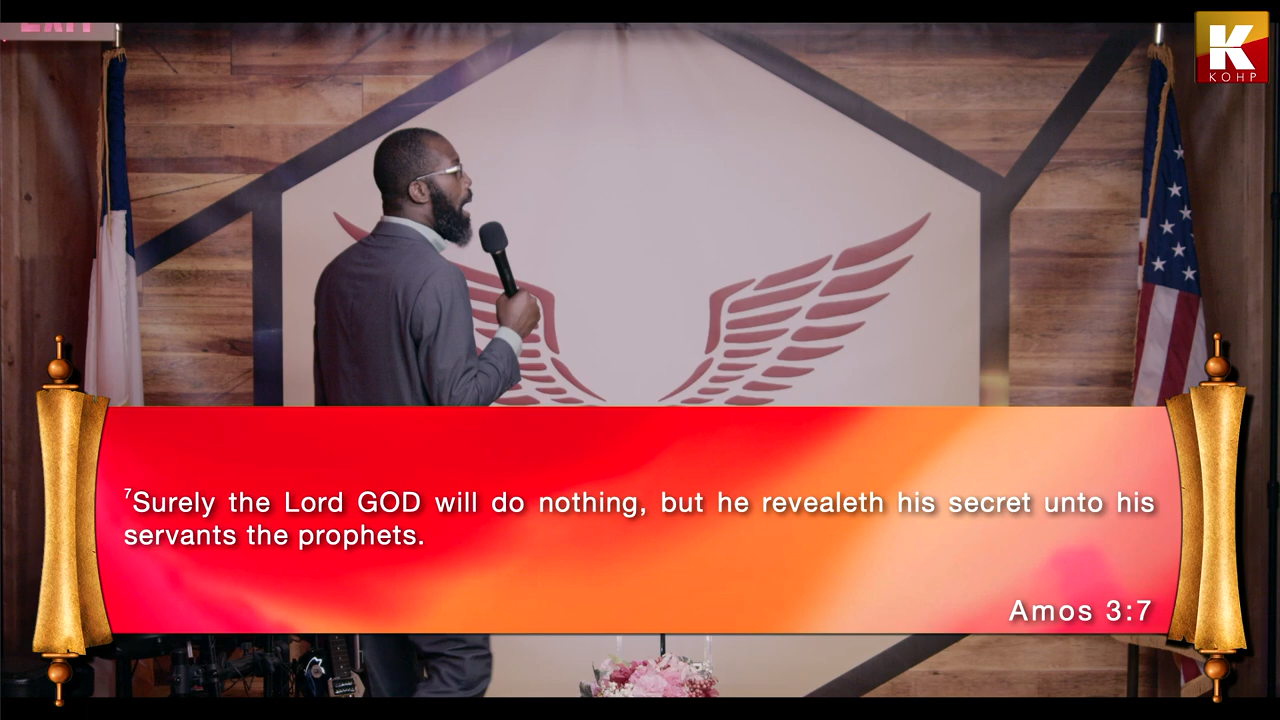 EXIT
K
KOHP
7Surely the Lord GOD will do nothing, but he revealeth his secret unto his
servants the prophets.
Amos 3:7